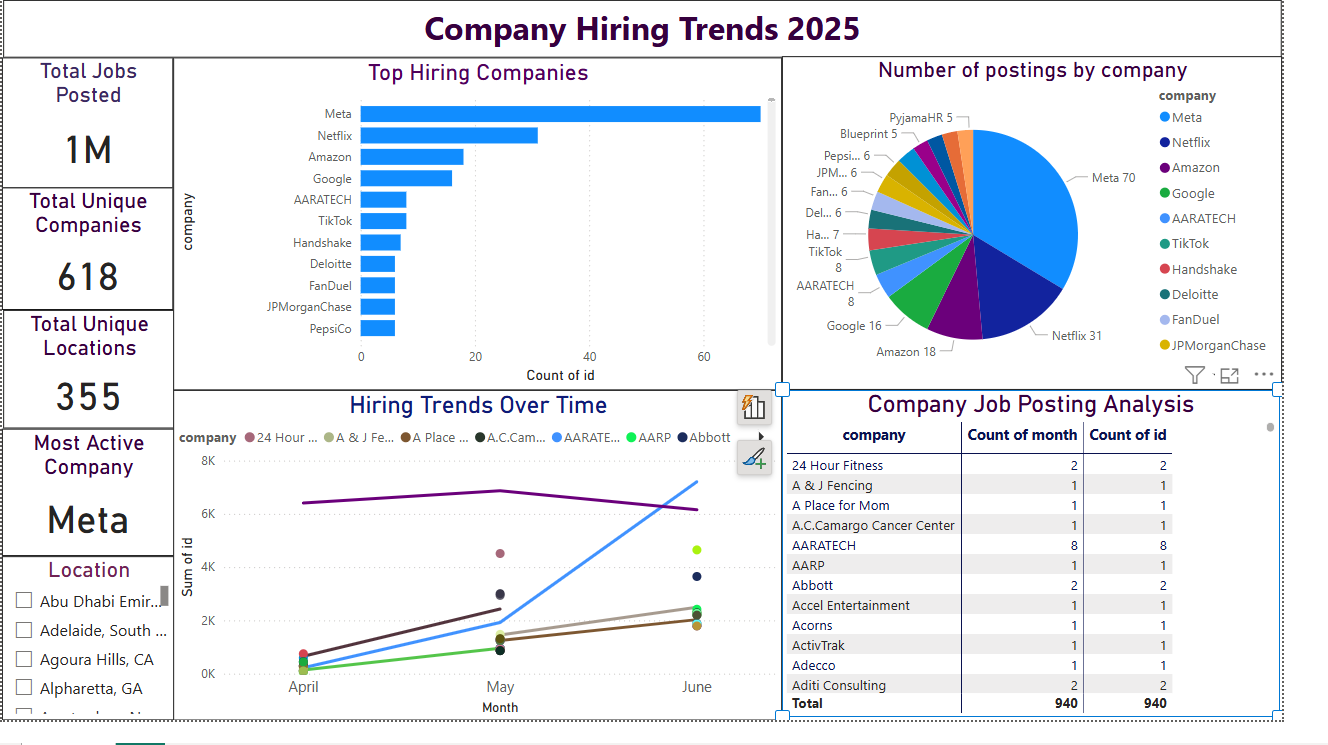 Company Hiring Trends 2025
Total Jobs
Posted
1M
Total Unique
Companies
618
Total Unique
Locations
355
Most Active
Company
Meta
Location
Abu Dhabi Emir...
Adelaide, South ...
Agoura Hills, CA
Alpharetta, GA
Top Hiring Companies
company
Meta
Netflix
Amazon
Google
AARATECH
TikTok
Handshake
Deloitte
FanDuel
JPMorganChase
PepsiCo
0 20 40 60
Count of id
Number of postings by company
PyjamaHR 5
Blueprint 5
Pepsi... 6
JPM... 6
Fan... 6
Del... 6
Ha... 7
TikTok
8
AARATECH
8
Google 16
Amazon 18
Netflix 31
Meta 70
company
Meta
Netflix
Amazon
Google
AARATECH
TikTok
Handshake
Deloitte
FanDuel
JPMorganChase
Hiring Trends Over Time
company 24 Hour ... A & J Fe... A Place ... A.C.Cam... AARATE... AARP Abbott
Sum of id
8K
6K
4K
2K
0K
April May June
Month
Company Job Posting Analysis
company Count of month Count of id
24 Hour Fitness 2 2
A & J Fencing 1 1
A Place for Mom 1 1
A.C.Camargo Cancer Center 1 1
AARATECH 8 8
AARP 1 1
Abbott 2 2
Accel Entertainment 1 1
Acorns 1 1
ActivTrak 1 1
Adecco 1 1
Aditi Consulting 2 2
Total 940 940